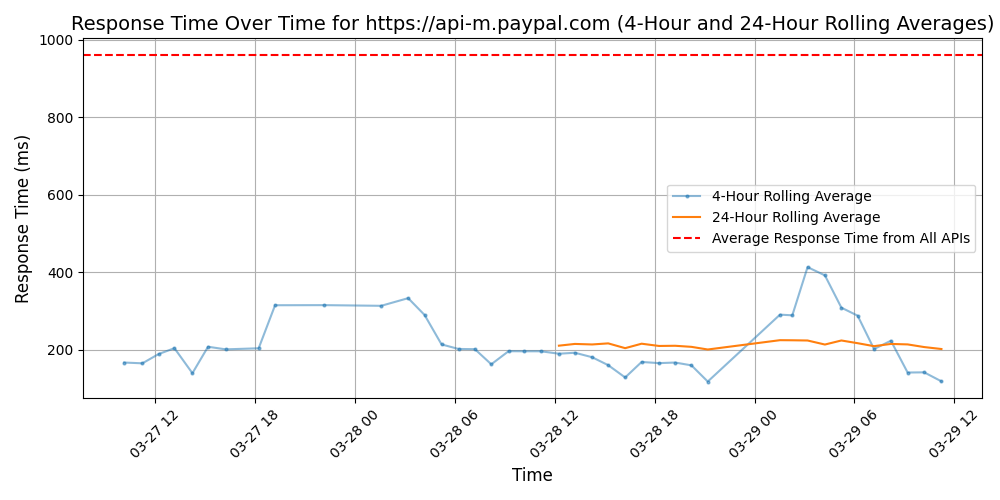 Response Time Over Time for https://api-m.paypal.com (4-Hour and 24-Hour Rolling Averages)
Response Time (ms)
1000
800
600
400
200
4-Hour Rolling Average
24-Hour Rolling Average
Average Response Time from All APIs
03-27 12
03-27 18
03-28 00
03-28 06
03-28 12
03-28 18
03-29 00
03-29 06
03-29 12
Time